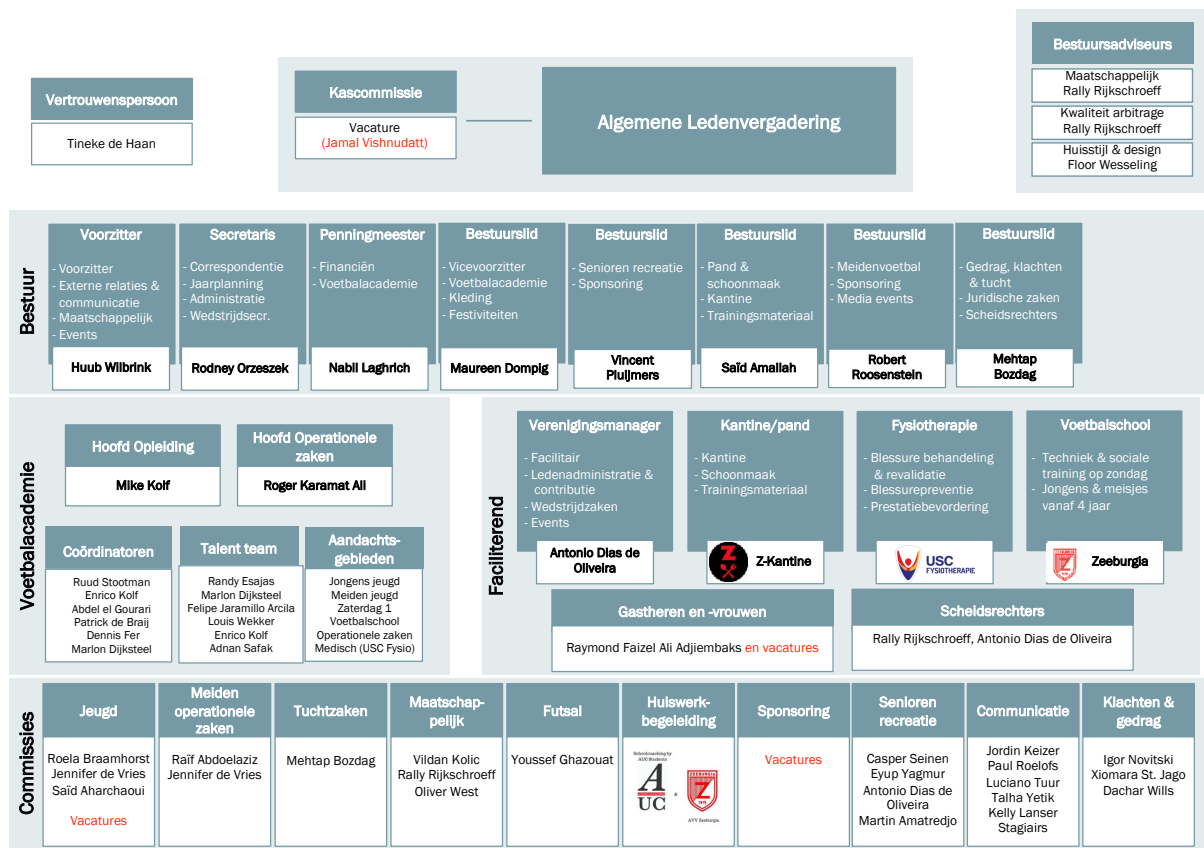 Bestuursadviseurs
Maatschappelijk
Rally Rijkschroeff
Kwaliteit arbitrage
Rally Rijkschroeff
Huisstijl & design
Floor Wesseling
Vertrouwenspersoon
Tineke de Haan
Kascommissie
Vacature
(Jamal Vishnudatt)
Algemene Ledenvergadering
Bestuur
Voorzitter
- Voorzitter
- Externe relaties &
communicatie
- Maatschappelijk
- Events
Huub Wilbrink
Secretaris
- Correspondentie
- Jaarplanning
- Administratie
- Wedstrijdsecr.
Rodney Orzeszek
Penningmeester
- Financiën
- Voetbalacademie
Nabil Laghrich
Bestuurslid
- Vicevoorzitter
- Voetbalacademie
- Kleding
- Festiviteiten
Maureen Dompig
Bestuurslid
- Senioren recreatie
- Sponsoring
Vincent
Pluijmers
Bestuurslid
- Pand &
schoonmaak
- Kantine
- Trainingsmateriaal
Saïd Amallah
Bestuurslid
- Meidenvoetbal
- Sponsoring
- Media events
Robert
Roosenstein
Bestuurslid
- Gedrag, klachten
& tucht
- Juridische zaken
- Scheidsrechters
Mehtap
Bozdag
Voetbalacademie
Hoofd Opleiding
Mike Kolf
Hoofd Operationele
zaken
Roger Karamat Ali
Coördinatoren
Ruud Stootman
Enrico Kolf
Abdel el Gourari
Patrick de Braij
Dennis Fer
Marlon Dijksteel
Talent team
Randy Esajas
Marlon Dijksteel
Felipe Jaramillo Arcila
Louis Wekker
Enrico Kolf
Adnan Safak
Aandachts-
gebieden
Jongens jeugd
Meiden jeugd
Zaterdag 1
Voetbalschool
Operationele zaken
Medisch (USC Fysio)
Faciliterend
Verenigingsmanager
- Facilitair
- Ledenadministratie &
contributie
- Wedstrijdzaken
- Events
Antonio Dias de
Oliveira
Kantine/pand
- Kantine
- Schoonmaak
- Trainingsmateriaal
Z
Z-Kantine
Fysiotherapie
- Blessure behandeling
& revalidatie
- Blessurepreventie
- Prestatiebevordering
USC
FYSIOTHERAPIE
Voetbalschool
- Techniek & sociale
training op zondag
- Jongens & meisjes
vanaf 4 jaar
Zeeburgia
Gastheren en -vrouwen
Raymond Faizel Ali Adjiembaks en vacatures
Scheidsrechters
Rally Rijkschroeff, Antonio Dias de Oliveira
Commissies
Jeugd
Roela Braamhorst
Jennifer de Vries
Saïd Aharchaoui
Vacatures
Meiden
operationele
zaken
Raïf Abdoelaziz
Jennifer de Vries
Tuchtzaken
Mehtap Bozdag
Maatschap-
pelijk
Vildan Kolic
Rally Rijkschroeff
Oliver West
Futsal
Youssef Ghazouat
Huiswerk-
begeleiding
Schoolcoaching by
AUC Students
A
UC
&
ZEEBURGIA
Z
AVV Zeeburgia
Sponsoring
Vacatures
Senioren
recreatie
Casper Seinen
Eyup Yagmur
Antonio Dias de
Oliveira
Martin Amatredjo
Communicatie
Jordin Keizer
Paul Roelofs
Luciano Tuur
Talha Yetik
Kelly Lanser
Stagiairs
Klachten &
gedrag
Igor Novitski
Xiomara St. Jago
Dachar Wills